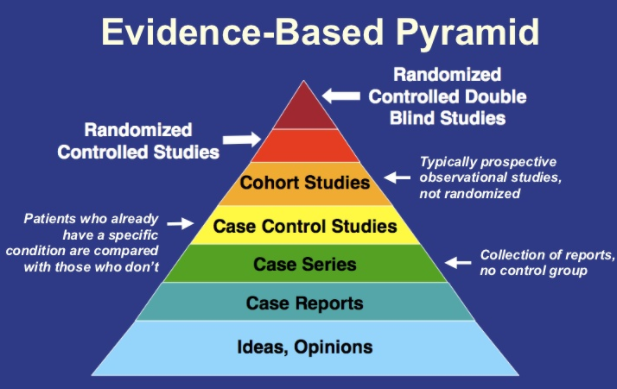 Evidence-Based Pyramid
Randomized
Controlled Double
Blind Studies
Randomized
Controlled Studies
Typically prospective
observational studies,
not randomized
Cohort Studies
Patients who already
have a specific
condition are compared
with those who don't
Case Control Studies
Collection of reports,
no control group
Case Series
Case Reports
Ideas, Opinions